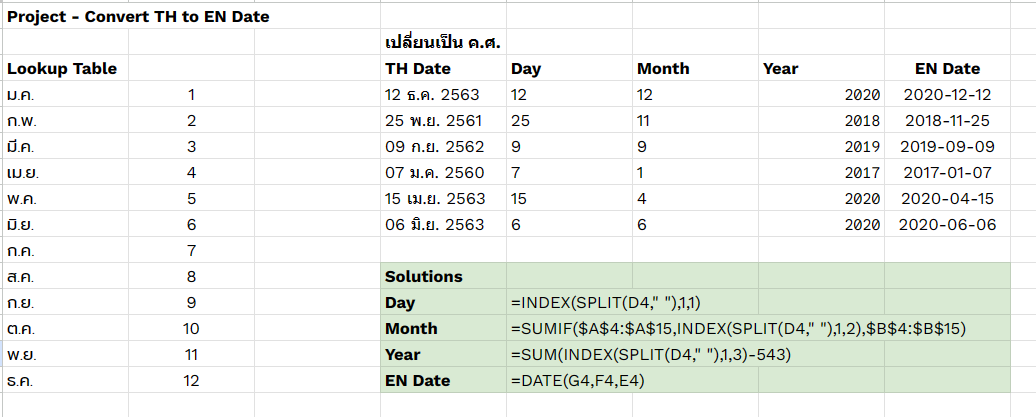 Project - Convert TH to EN Date
เปลี่ยนเป็น ค.ศ.
Lookup Table TH Date Day Month Year EN Date
ม.ค. 1 12 ธ.ค. 2563 12 12 2020 2020-12-12
ก.พ. 2 25 พ.ย. 2561 25 11 2018 2018-11-25
มี.ค. 3 09 ก.ย. 2562 9 9 2019 2019-09-09
เม.ย. 4 07 ม.ค. 2560 7 1 2017 2017-01-07
พ.ค. 5 15 เม.ย. 2563 15 4 2020 2020-04-15
มิ.ย. 6 06 มิ.ย. 2563 6 6 2020 2020-06-06
ก.ค. 7
ส.ค. 8 Solutions
ก.ย. 9 Day =INDEX(SPLIT(D4," "),1,1)
ต.ค. 10 Month =SUMIF($A$4:$A$15,INDEX(SPLIT(D4," "),1,2),$B$4:$B$15)
พ.ย. 11 Year =SUM(INDEX(SPLIT(D4," "),1,3)-543)
ธ.ค. 12 EN Date =DATE(G4,F4,E4)